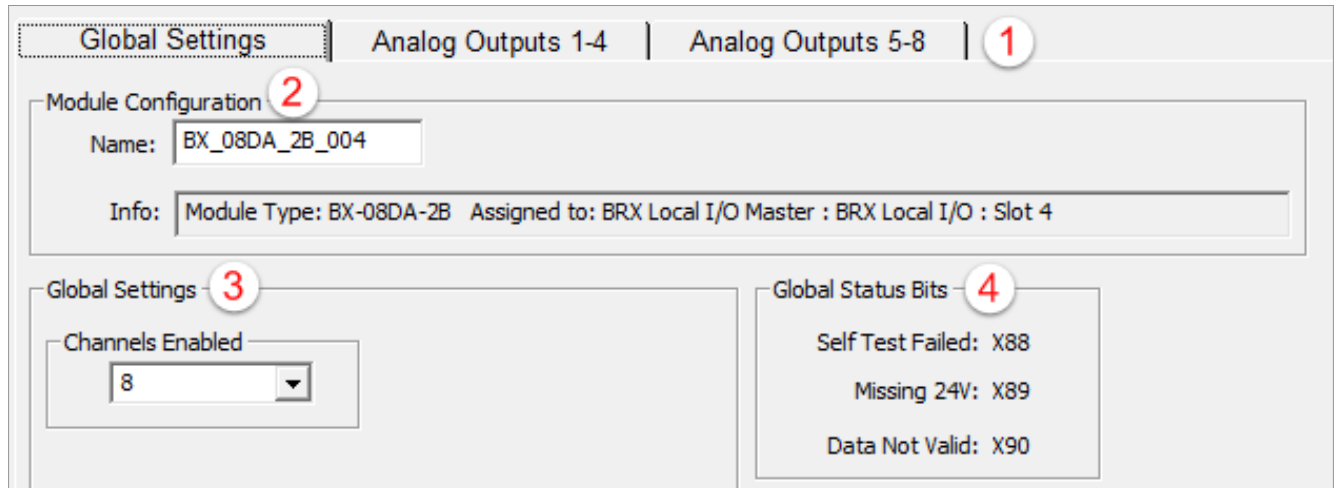 Global Settings Analog Outputs 1-4 Analog Outputs 5-8 1
Module Configuration 2
Name: BX_08DA_2B_004
Info: Module Type: BX-08DA-2B Assigned to: BRX Local I/O Master : BRX Local I/O : Slot 4
Global Settings 3
Channels Enabled
8
Global Status Bits 4
Self Test Failed: X88
Missing 24V: X89
Data Not Valid: X90